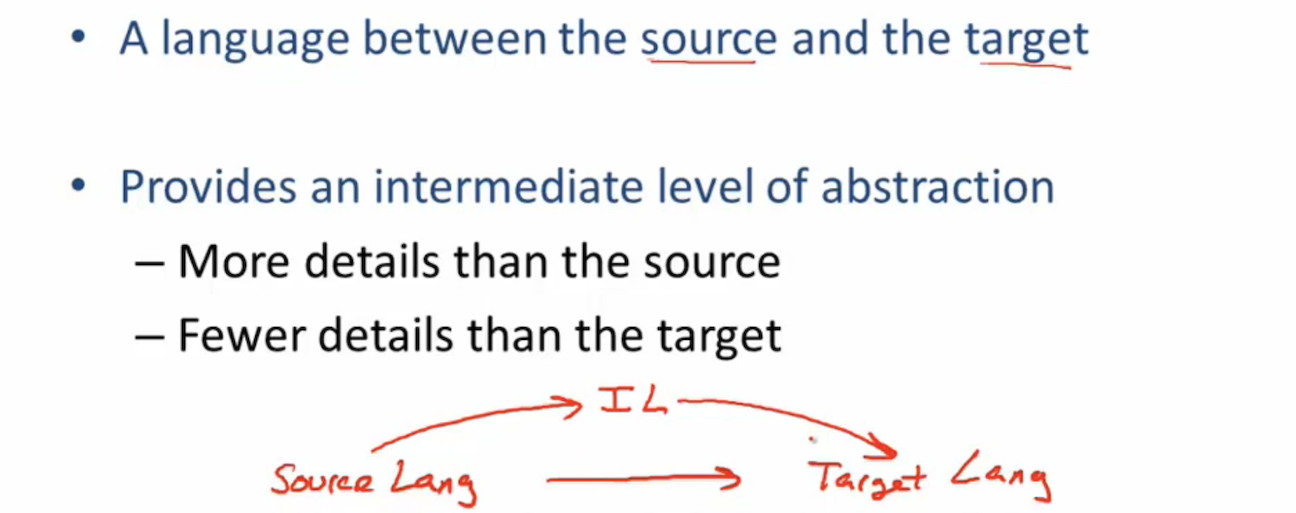 • A language between the source and the target
• Provides an intermediate level of abstraction
– More details than the source
– Fewer details than the target
IL
Source Lang Target Lang